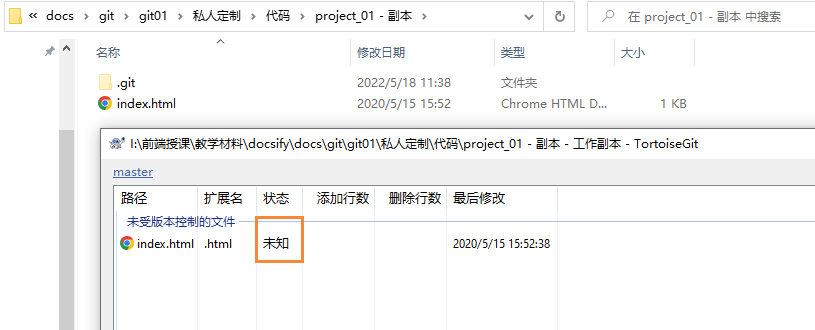 « docs › git › git01 › 私人定制 › 代码 › project_01 - 副本 ›
在 project_01 - 副本 中搜索
名称 修改日期 类型 大小
.git 2022/5/18 11:38 文件夹
index.html 2020/5/15 15:52 Chrome HTML D... 1 KB
I:\前端授课\教学材料\docsify\docs\git\git01\私人定制\代码\project_01 - 副本 - 工作副本 - TortoiseGit
master
路径 扩展名 状态 添加行数 删除行数 最后修改
未受版本控制的文件
index.html .html 未知 2020/5/15 15:52:38